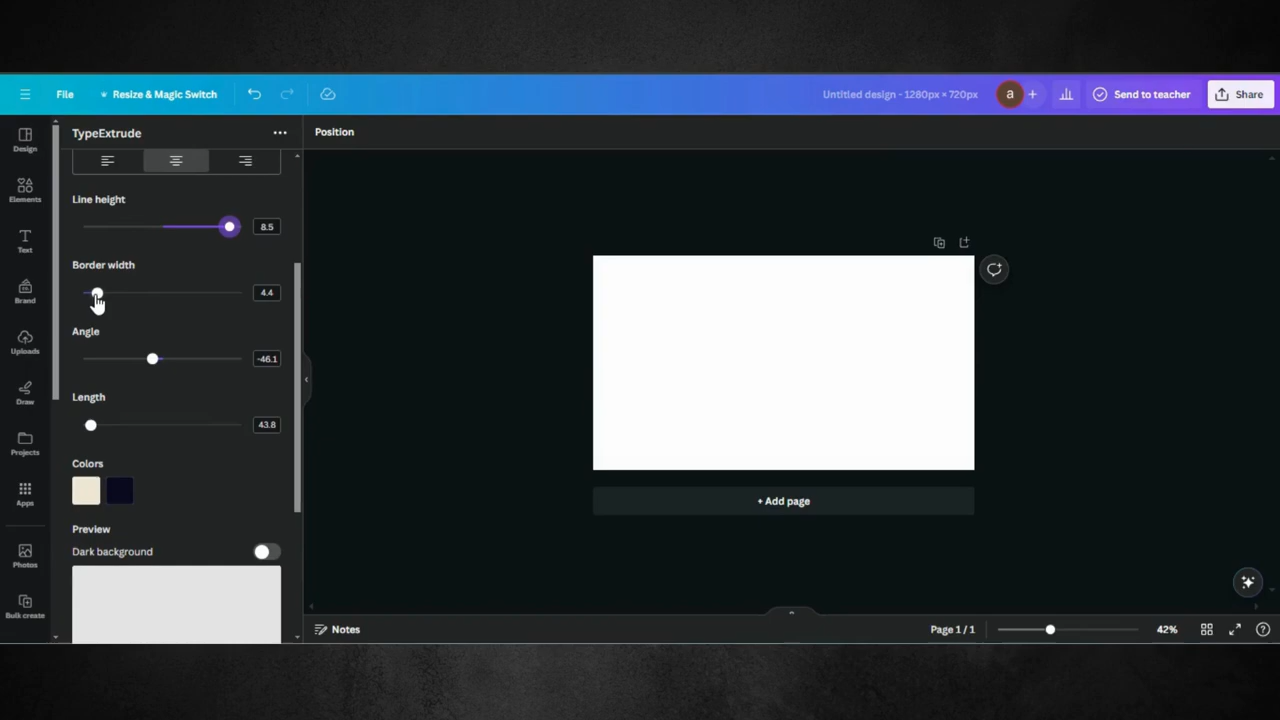 File
Resize & Magic Switch
Untitled design - 1280px × 720px
a
+
Send to teacher
Share
Design
Elements
Text
Brand
Uploads
Draw
Projects
Apps
Photos
Bulk create
TypeExtrude
Position
Line height
8.5
Border width
4.4
Angle
-46.1
Length
43.8
Colors
Preview
Dark background
+ Add page
Notes
Page 1 / 1
42%